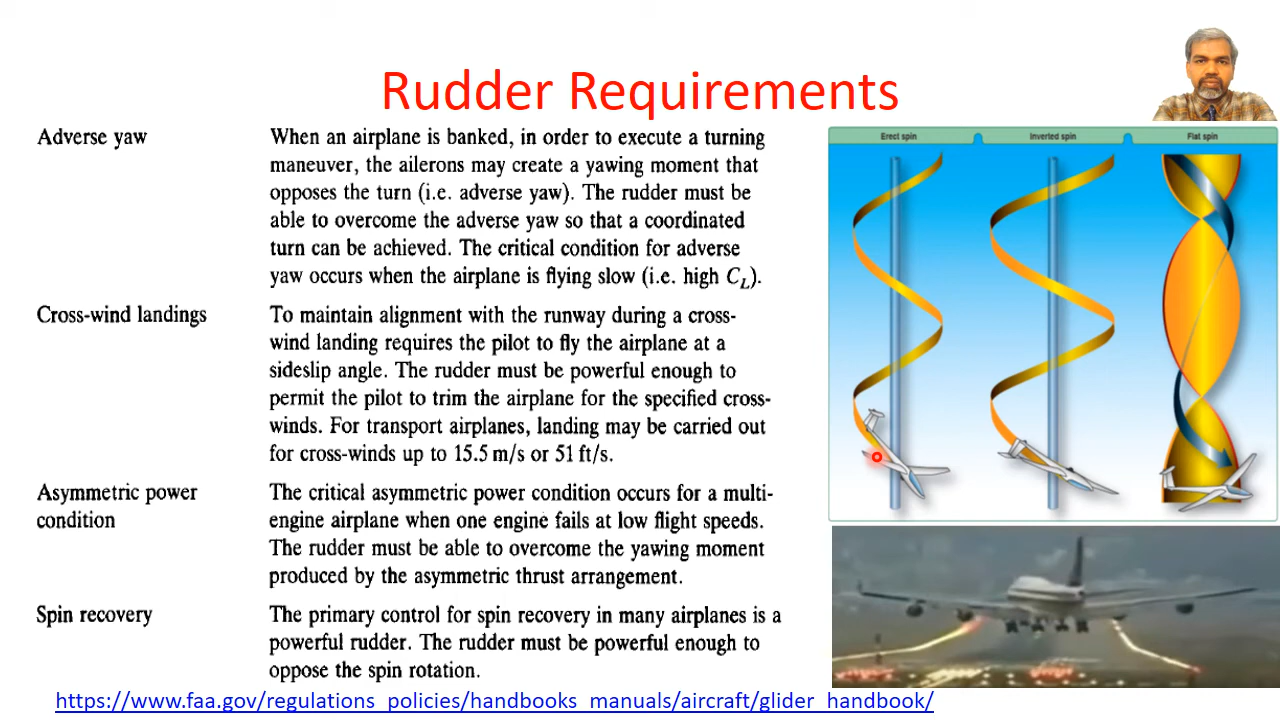 Rudder Requirements
Adverse yaw
When an airplane is banked, in order to execute a turning
maneuver, the ailerons may create a yawing moment that
opposes the turn (i.e. adverse yaw). The rudder must be
able to overcome the adverse yaw so that a coordinated
turn can be achieved. The critical condition for adverse
yaw occurs when the airplane is flying slow (i.e. high C_L).
Cross-wind landings
To maintain alignment with the runway during a cross-
wind landing requires the pilot to fly the airplane at a
sideslip angle. The rudder must be powerful enough to
permit the pilot to trim the airplane for the specified cross-
winds. For transport airplanes, landing may be carried out
for cross-winds up to 15.5 m/s or 51 ft/s.
Asymmetric power
condition
The critical asymmetric power condition occurs for a multi-
engine airplane when one engine fails at low flight speeds.
The rudder must be able to overcome the yawing moment
produced by the asymmetric thrust arrangement.
Spin recovery
The primary control for spin recovery in many airplanes is a
powerful rudder. The rudder must be powerful enough to
oppose the spin rotation.
Erect spin
Inverted spin
Flat spin
https://www.faa.gov/regulations_policies/handbooks_manuals/aircraft/glider_handbook/